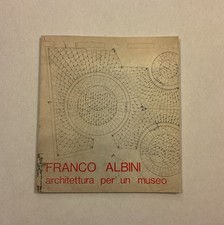 FRANCO ALBINI
architettura per un museo